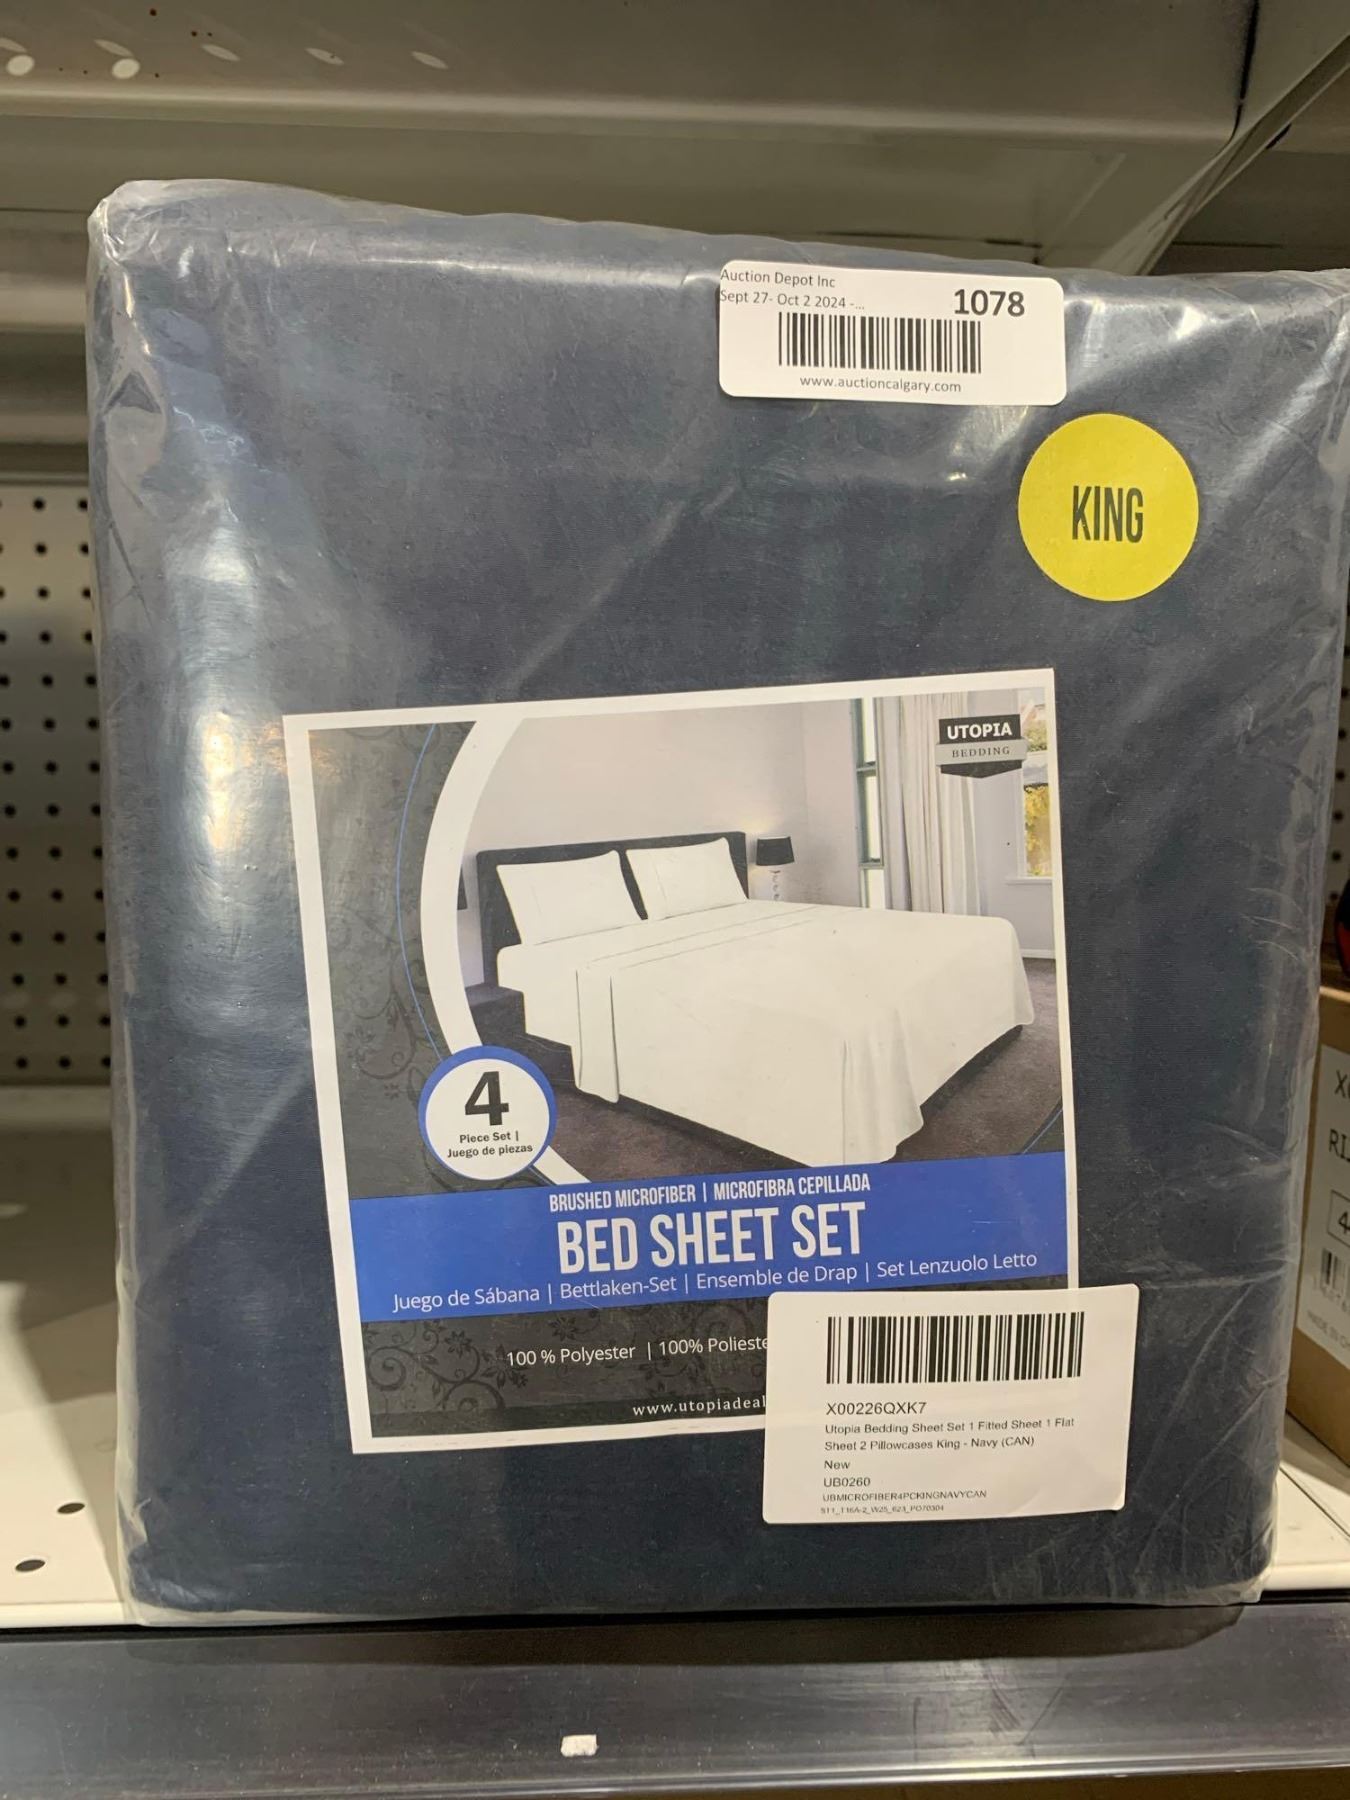 Auction Depot Inc
Sept 27- Oct 2 2024 -...
1078
www.auctioncalgary.com
KING
UTOPIA
BEDDING
4
Piece Set |
Juego de piezas
BRUSHED MICROFIBER | MICROFIBRA CEPILLADA
BED SHEET SET
Juego de Sábana | Bettlaken-Set | Ensemble de Drap | Set Lenzuolo Letto
100 % Polyester | 100% Polieste
www.utopiadeal
X00226QXK7
Utopia Bedding Sheet Set 1 Fitted Sheet 1 Flat
Sheet 2 Pillowcases King - Navy (CAN)
New
UB0260
UBMICROFIBER4PCKINGNAVYCAN